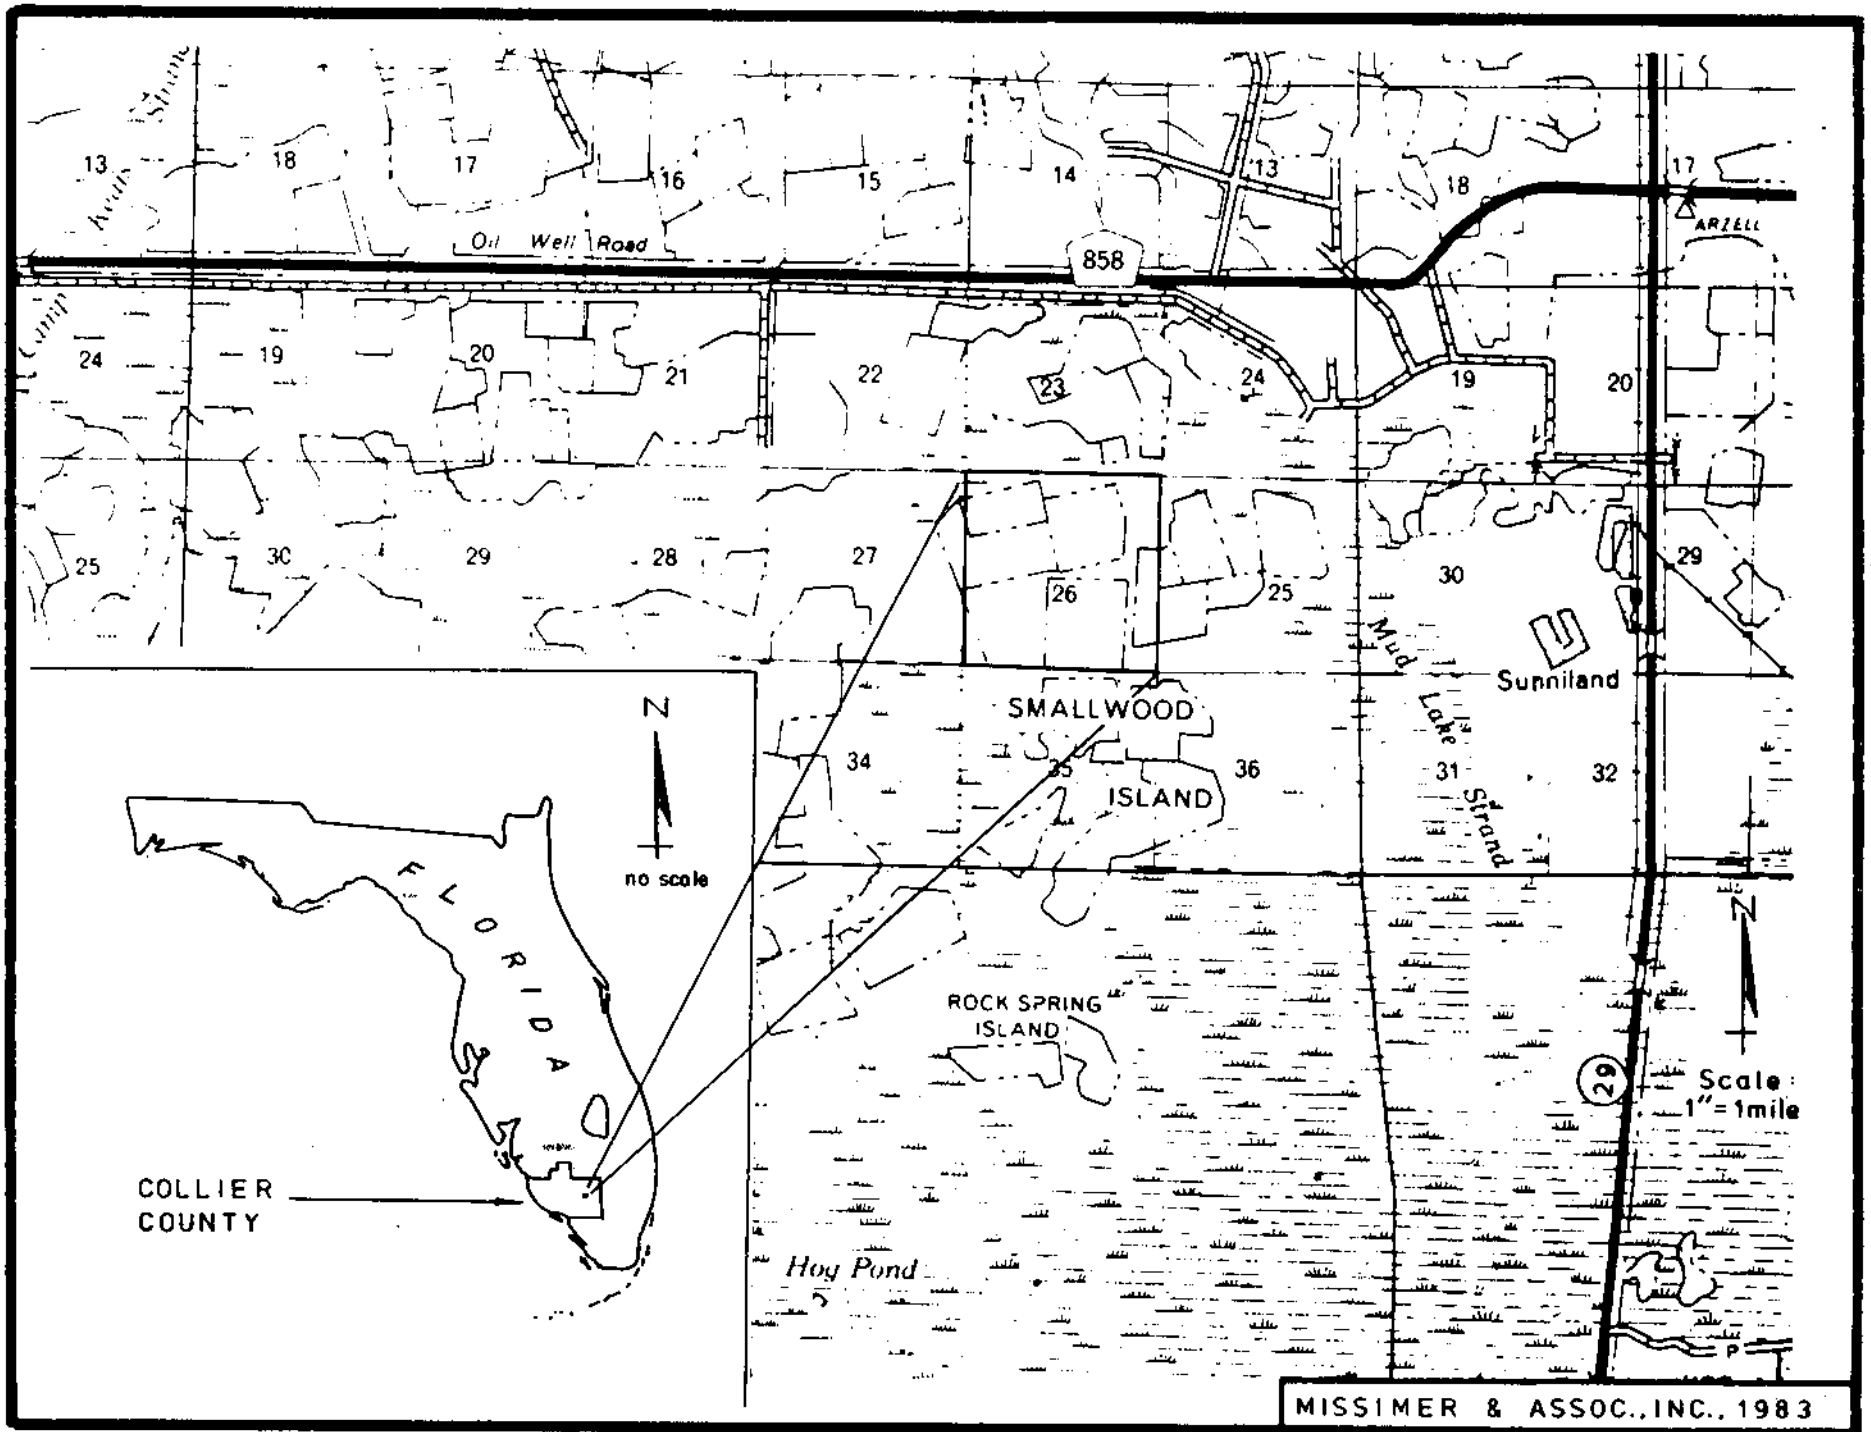 Keais Strand
13
18
17
16
15
14
13
18
17
ARZELL
Oil Well Road
858
Camp
24
19
20
21
22
23
24
19
20
25
30
29
28
27
26
25
30
29
Mud Lake Strand
Sunniland
SMALLWOOD
ISLAND
34
35
36
31
32
N
no scale
FLORIDA
COLLIER
COUNTY
ROCK SPRING
ISLAND
Hog Pond
N
29
Scale:
1"=1mile
P
MISSIMER & ASSOC., INC., 1983